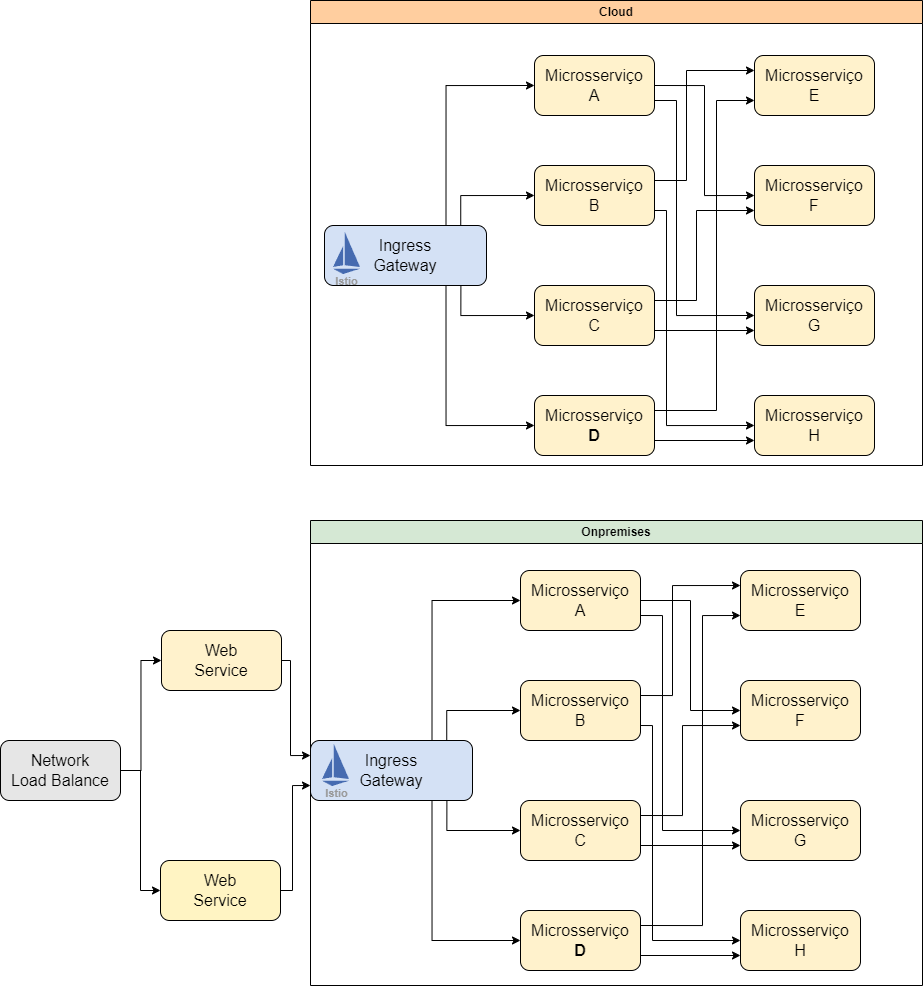 Cloud
Microsserviço
A
Microsserviço
E
Microsserviço
B
Microsserviço
F
Ingress
Gateway
Istio
Microsserviço
C
Microsserviço
G
Microsserviço
D
Microsserviço
H
Onpremises
Microsserviço
A
Microsserviço
E
Web
Service
Microsserviço
B
Microsserviço
F
Network
Load Balance
Ingress
Gateway
Istio
Microsserviço
C
Microsserviço
G
Web
Service
Microsserviço
D
Microsserviço
H